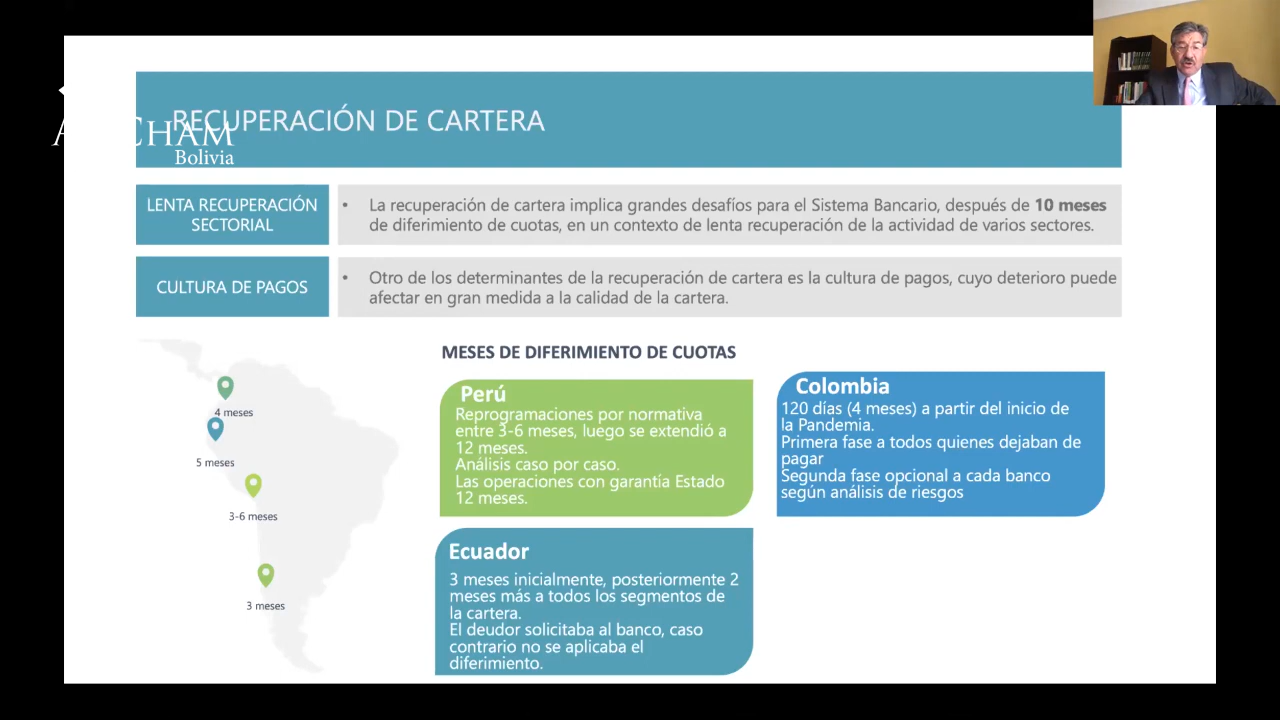 RECUPERACIÓN DE CARTERA
CHAM
Bolivia
LENTA RECUPERACIÓN
SECTORIAL
• La recuperación de cartera implica grandes desafíos para el Sistema Bancario, después de 10 meses
de diferimiento de cuotas, en un contexto de lenta recuperación de la actividad de varios sectores.
CULTURA DE PAGOS
• Otro de los determinantes de la recuperación de cartera es la cultura de pagos, cuyo deterioro puede
afectar en gran medida a la calidad de la cartera.
MESES DE DIFERIMIENTO DE CUOTAS
4 meses
5 meses
3-6 meses
3 meses
Perú
Reprogramaciones por normativa
entre 3-6 meses, luego se extendió a
12 meses.
Análisis caso por caso.
Las operaciones con garantía Estado
12 meses.
Colombia
120 días (4 meses) a partir del inicio de
la Pandemia.
Primera fase a todos quienes dejaban de
pagar
Segunda fase opcional a cada banco
según análisis de riesgos
Ecuador
3 meses inicialmente, posteriormente 2
meses más a todos los segmentos de
la cartera.
El deudor solicitaba al banco, caso
contrario no se aplicaba el
diferimiento.